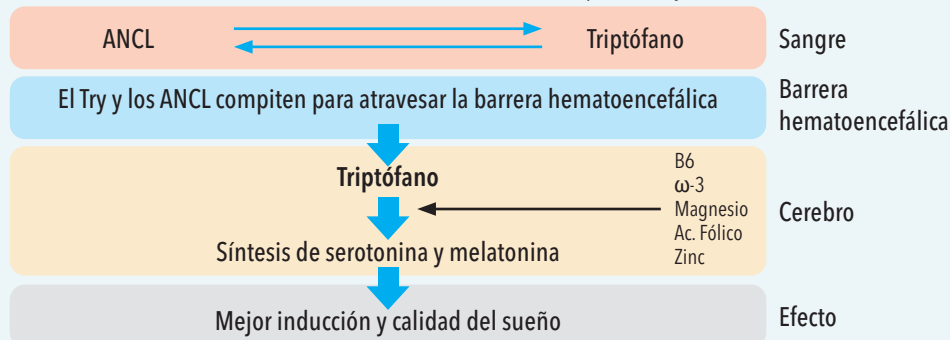 ANCL
Triptófano
Sangre
El Try y los ANCL compiten para atravesar la barrera hematoencefálica
Barrera
hematoencefálica
Triptófano
B6
ω-3
Magnesio
Ac. Fólico
Zinc
Cerebro
Síntesis de serotonina y melatonina
Mejor inducción y calidad del sueño
Efecto